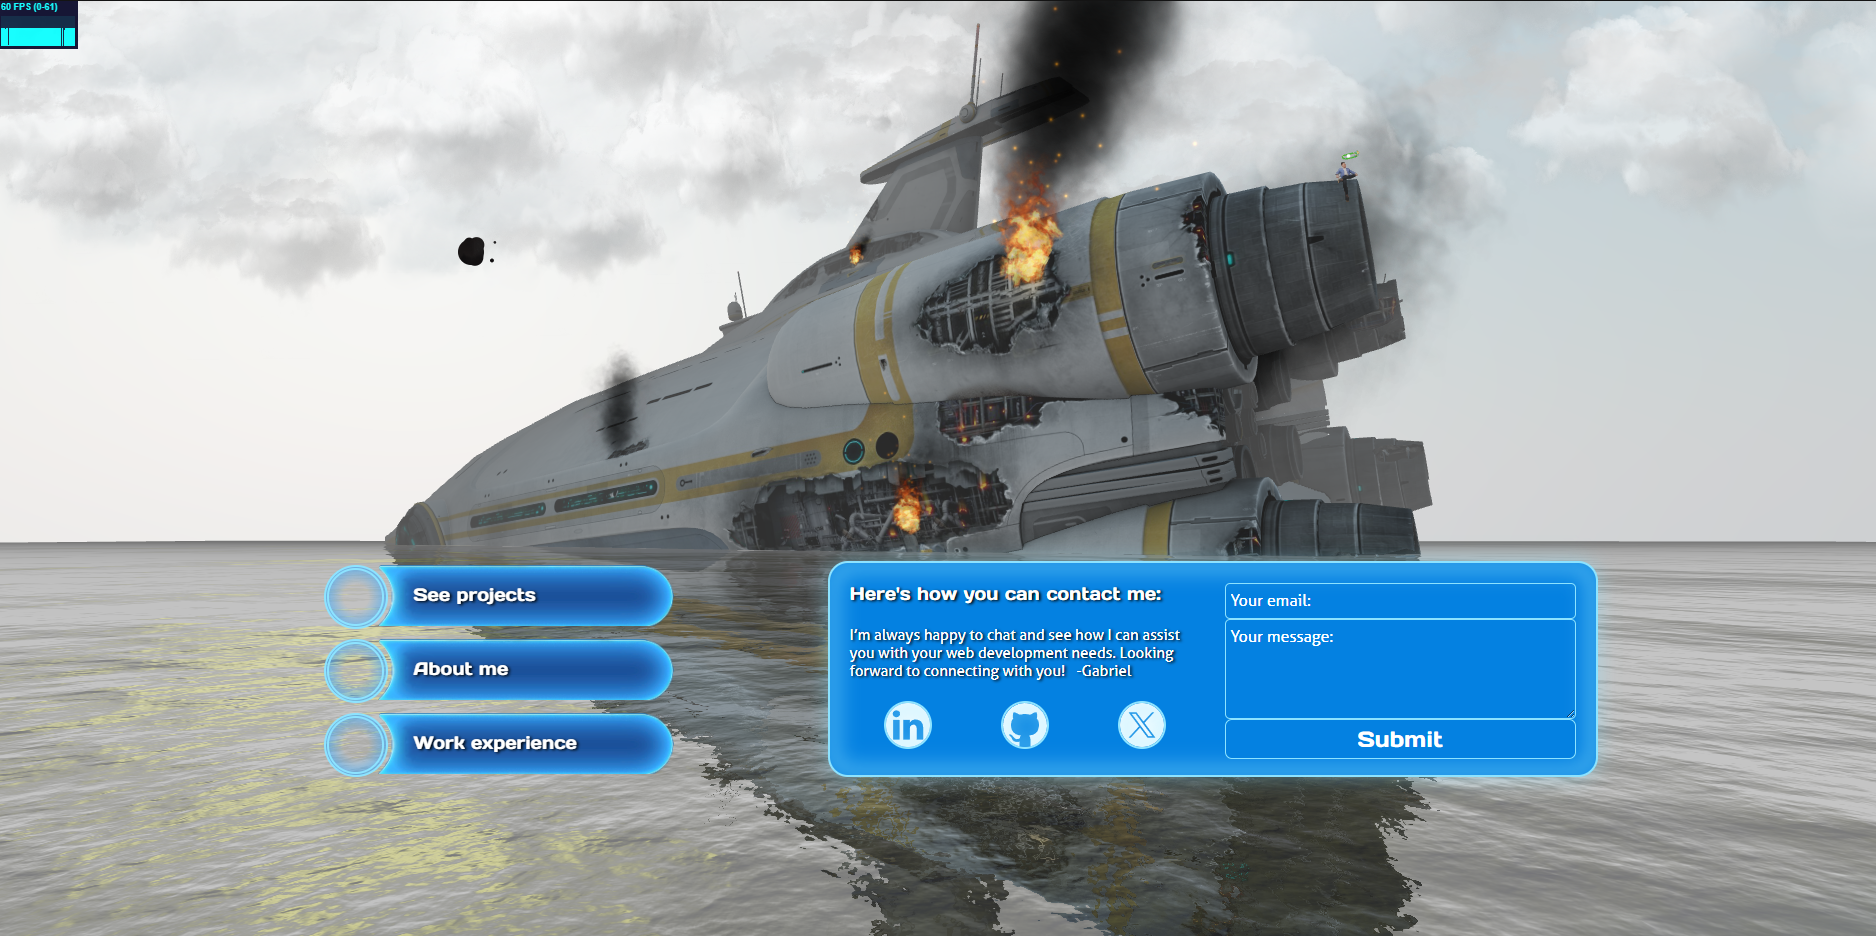 60 FPS (0-61)
See projects
About me
Work experience
Here's how you can contact me:
I'm always happy to chat and see how I can assist
you with your web development needs. Looking
forward to connecting with you!   -Gabriel
in
X
Your email:
Your message:
Submit